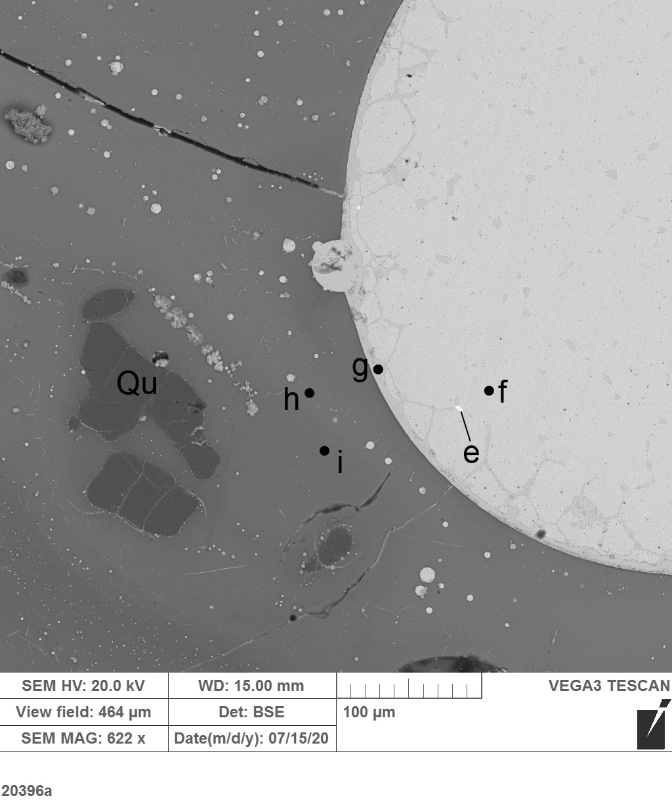 Qu
g
f
h
e
i
SEM HV: 20.0 kV
WD: 15.00 mm
VEGA3 TESCAN
View field: 464 µm
Det: BSE
100 µm
SEM MAG: 622 x
Date(m/d/y): 07/15/20
20396a